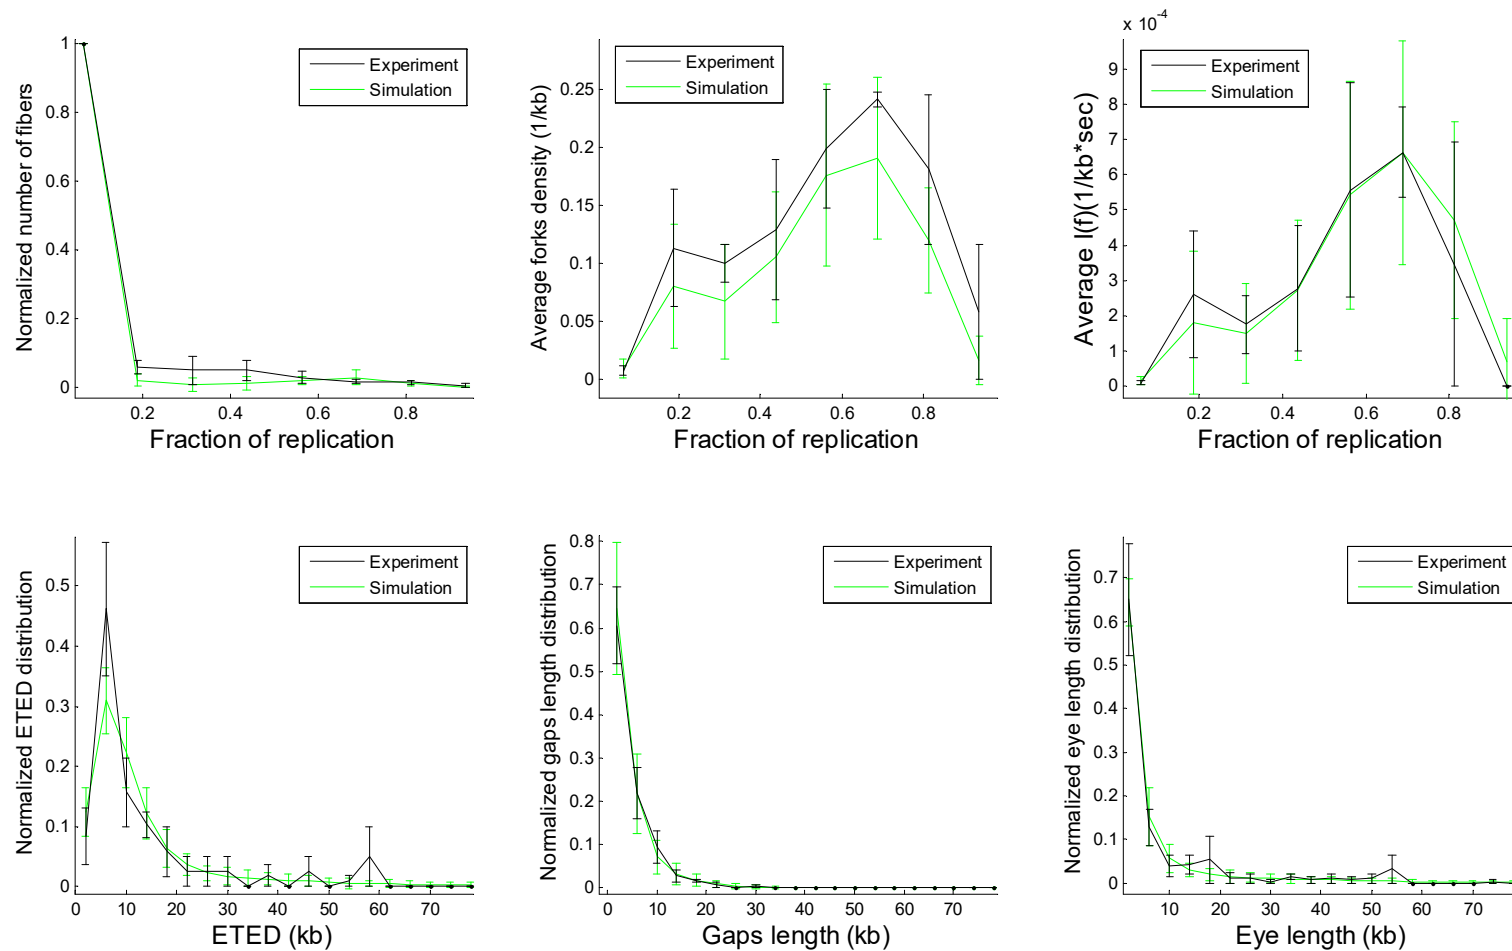 Normalized number of fibers
1
0.8
0.6
0.4
0.2
0
Experiment
Simulation
0.2 0.4 0.6 0.8
Fraction of replication
Average forks density (1/kb)
0.25
0.2
0.15
0.1
0.05
0
Experiment
Simulation
0.2 0.4 0.6 0.8
Fraction of replication
x 10-4
Average I(f)(1/kb*sec)
9
8
7
6
5
4
3
2
1
0
Experiment
Simulation
0.2 0.4 0.6 0.8
Fraction of replication
Normalized ETED distribution
0.5
0.4
0.3
0.2
0.1
0
Experiment
Simulation
0 10 20 30 40 50 60 70
ETED (kb)
Normalized gaps length distribution
0.8
0.7
0.6
0.5
0.4
0.3
0.2
0.1
0
Experiment
Simulation
0 10 20 30 40 50 60 70
Gaps length (kb)
Normalized eye length distribution
0.7
0.6
0.5
0.4
0.3
0.2
0.1
0
Experiment
Simulation
10 20 30 40 50 60 70
Eye length (kb)